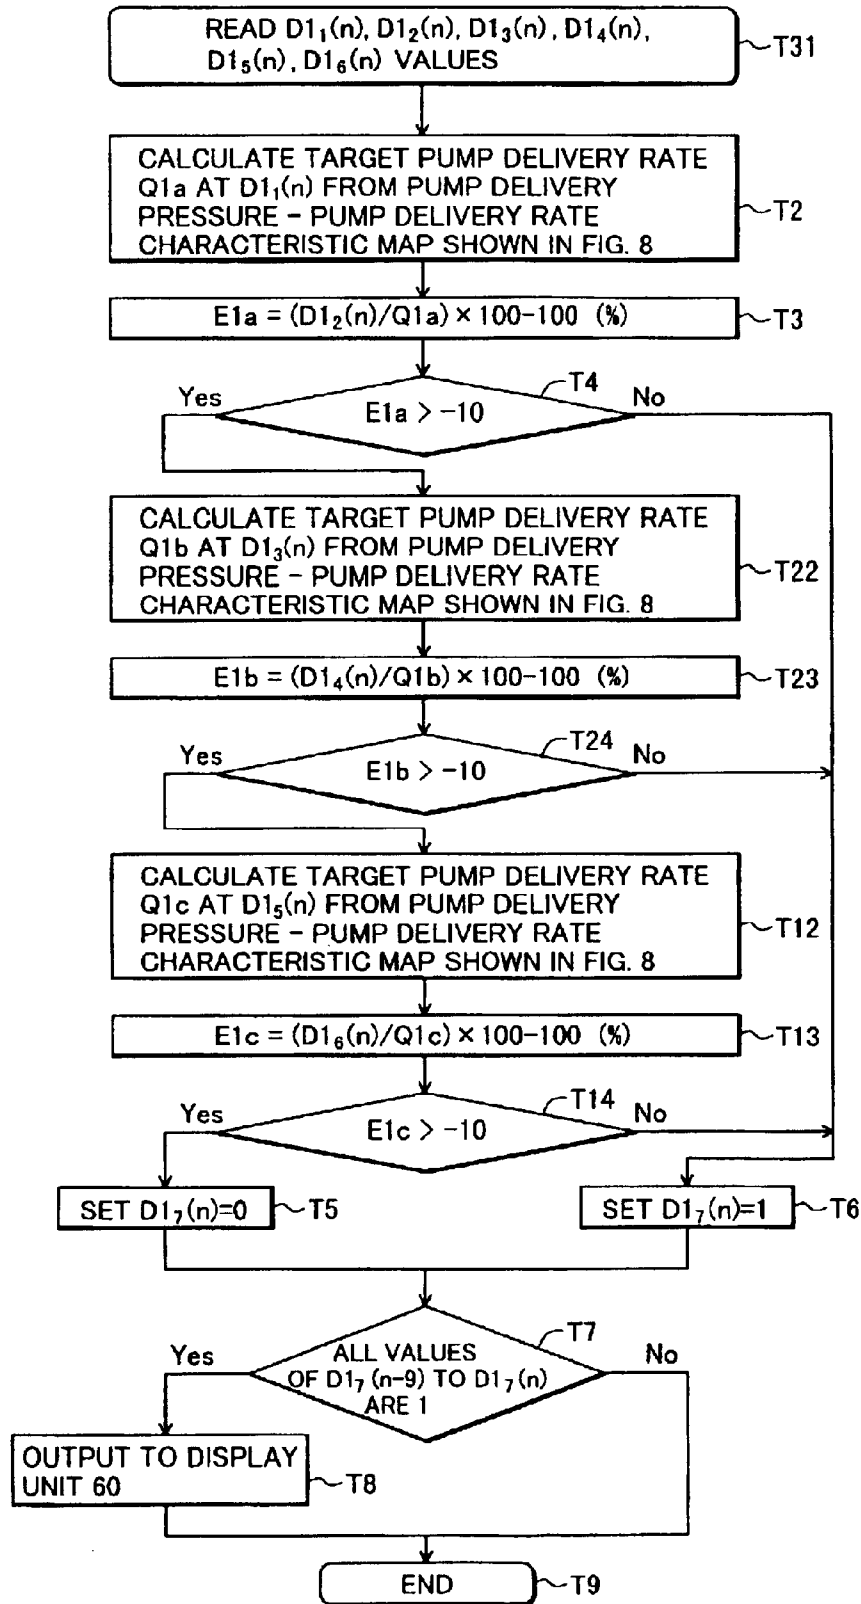 READ D1₁(n), D1₂(n), D1₃(n), D1₄(n),
D1₅(n), D1₆(n) VALUES
T31
CALCULATE TARGET PUMP DELIVERY RATE
Q1a AT D1₁(n) FROM PUMP DELIVERY
PRESSURE – PUMP DELIVERY RATE
CHARACTERISTIC MAP SHOWN IN FIG. 8
T2
E1a = (D1₂(n)/Q1a) × 100-100 (%)
T3
T4
Yes
E1a > -10
No
CALCULATE TARGET PUMP DELIVERY RATE
Q1b AT D1₃(n) FROM PUMP DELIVERY
PRESSURE – PUMP DELIVERY RATE
CHARACTERISTIC MAP SHOWN IN FIG. 8
T22
E1b = (D1₄(n)/Q1b) × 100-100 (%)
T23
T24
Yes
E1b > -10
No
CALCULATE TARGET PUMP DELIVERY RATE
Q1c AT D1₅(n) FROM PUMP DELIVERY
PRESSURE – PUMP DELIVERY RATE
CHARACTERISTIC MAP SHOWN IN FIG. 8
T12
E1c = (D1₆(n)/Q1c) × 100-100 (%)
T13
T14
Yes
E1c > -10
No
SET D1₇(n)=0
T5
SET D1₇(n)=1
T6
T7
Yes
ALL VALUES
OF D1₇(n-9) TO D1₇(n)
ARE 1
No
OUTPUT TO DISPLAY
UNIT 60
T8
END
T9